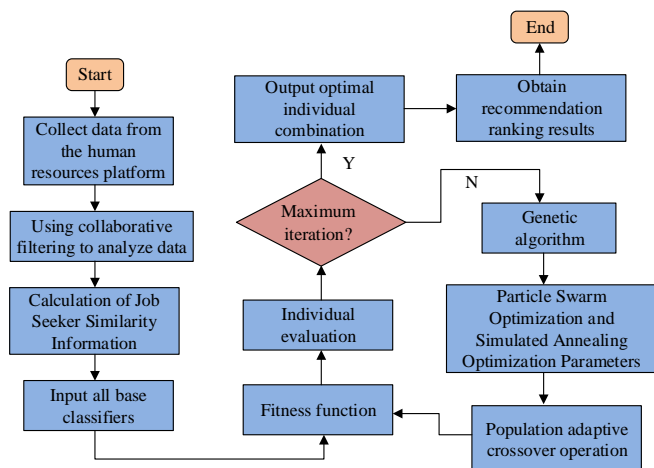 Start
Collect data from
the human
resources platform
Using collaborative
filtering to analyze data
Calculation of Job
Seeker Similarity
Information
Input all base
classifiers
Fitness function
Individual
evaluation
Maximum
iteration?
Y
N
Output optimal
individual
combination
Obtain
recommendation
ranking results
End
Genetic
algorithm
Particle Swarm
Optimization and
Simulated Annealing
Optimization Parameters
Population adaptive
crossover operation